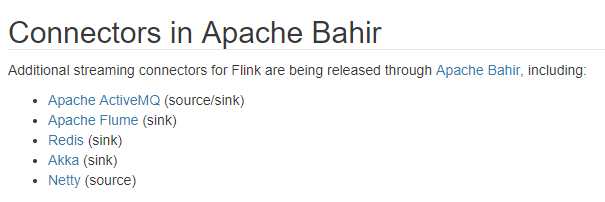 Connectors in Apache Bahir
Additional streaming connectors for Flink are being released through Apache Bahir, including:
• Apache ActiveMQ (source/sink)
• Apache Flume (sink)
• Redis (sink)
• Akka (sink)
• Netty (source)